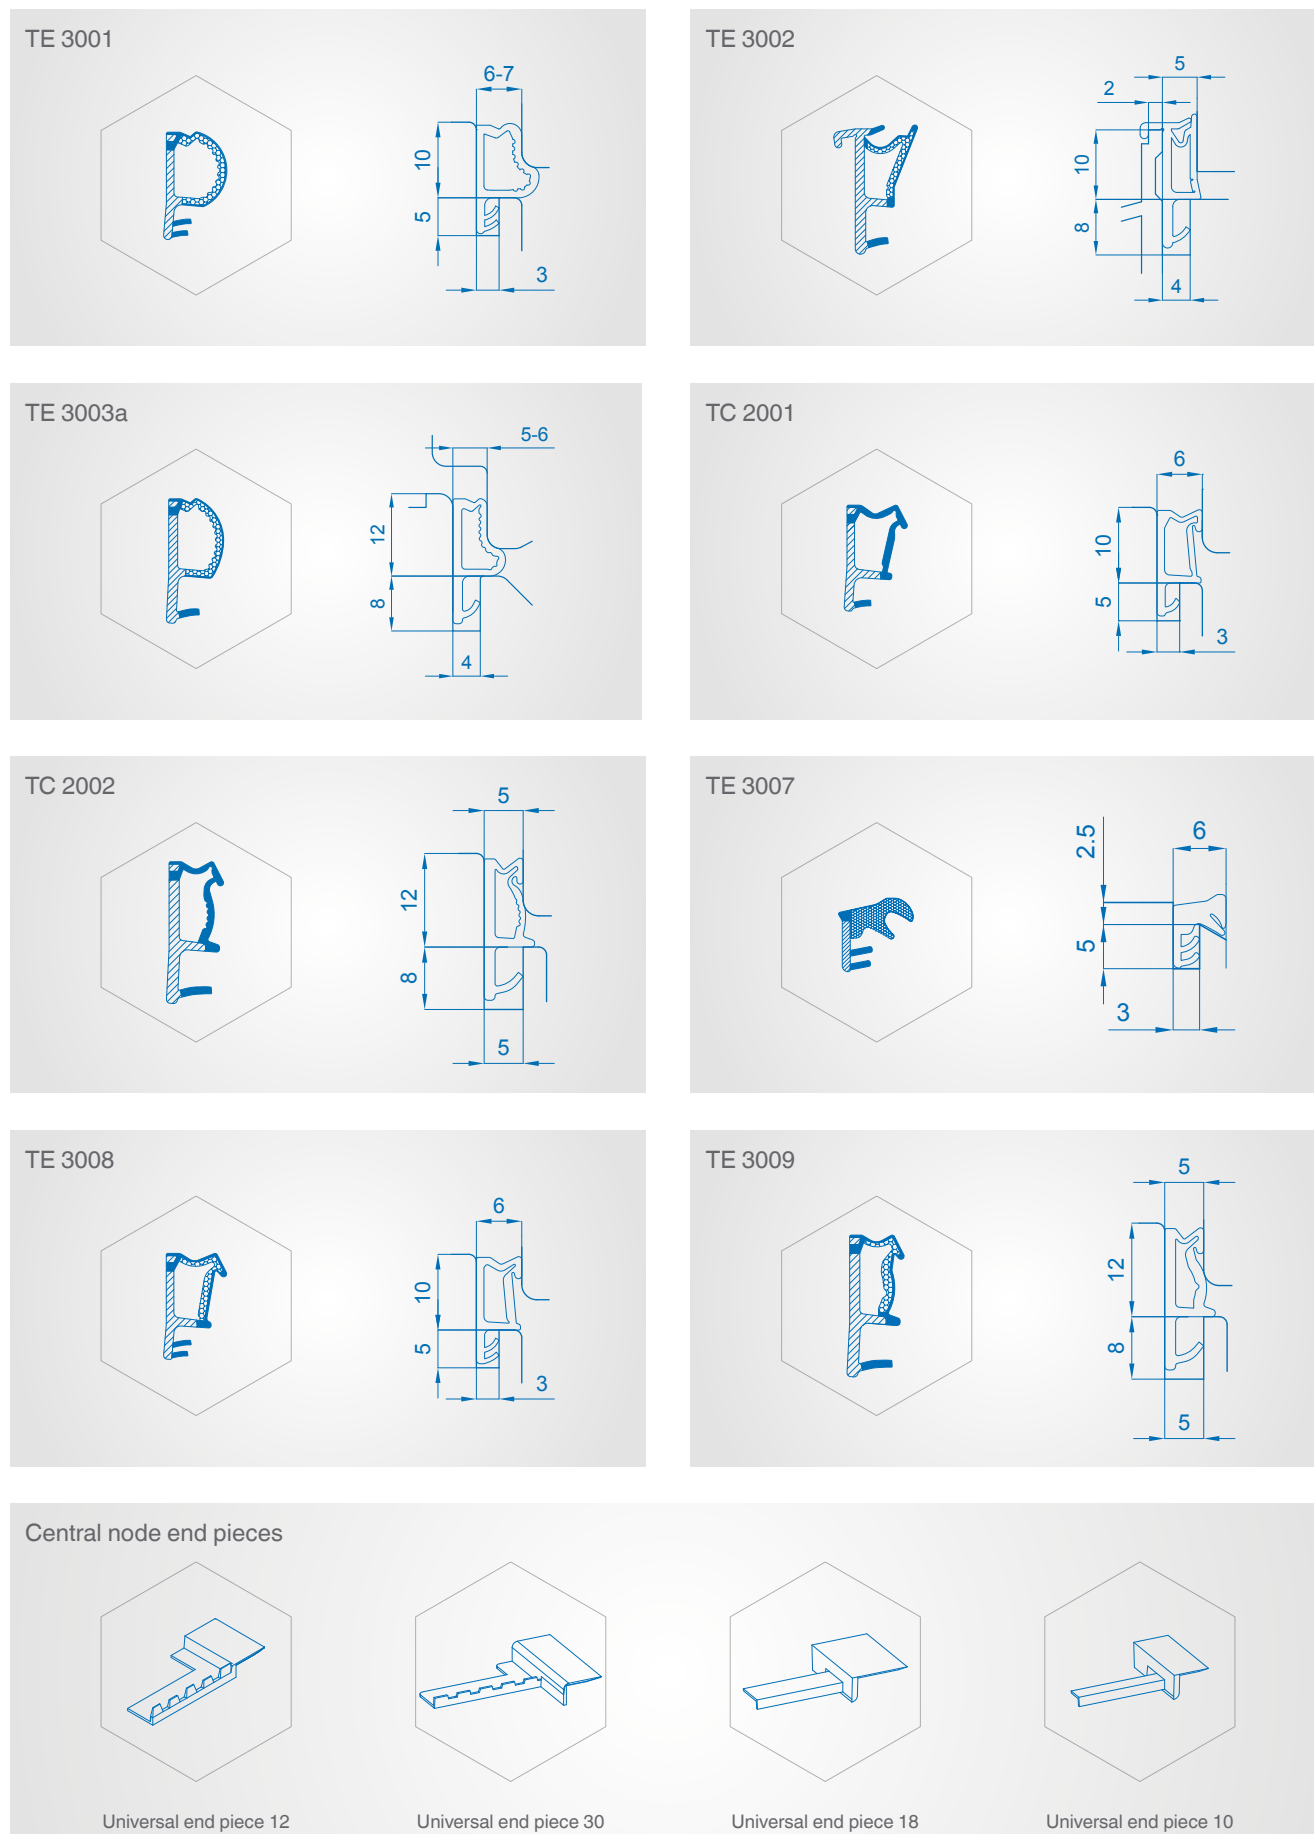 TE 3001
6-7
10
5
3
TE 3002
5
2
10
8
4
TE 3003a
5-6
12
8
4
TC 2001
6
10
5
3
TC 2002
5
12
8
5
TE 3007
2.5
6
5
3
TE 3008
6
10
5
3
TE 3009
5
12
8
5
Central node end pieces
Universal end piece 12
Universal end piece 30
Universal end piece 18
Universal end piece 10